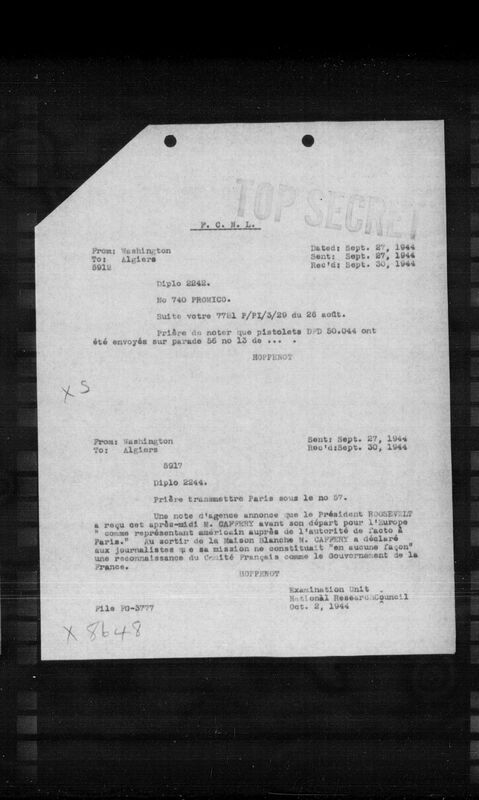 TOP SECRET
F. C. N. L.
From: Washington
To: Algiers
5912
Dated: Sept. 27, 1944
Sent: Sept. 27, 1944
Rec'd: Sept. 30, 1944
Diplo 2242.
No 740 PROMICO.
Suite votre 7721 P/PI/3/29 du 26 août.
Prière de noter que pistolets DFD 50.044 ont
été envoyés sur parade 56 no 13 de ... .
HOPPENOT
X S
From: Washington
To: Algiers
Sent: Sept. 27, 1944
Rec'd:Sept. 30, 1944
5917
Diplo 2244.
Prière transmettre Paris sous le no 57.
Une note d'agence annonce que le Président ROOSEVELT
a reçu cet après-midi M. CAFFERY avant son départ pour l'Europe
" comme représentant américain auprès de l'autorité de facto à
Paris." Au sortir de la Maison Blanche M. CAFFERY a déclaré
aux journalistes que sa mission ne constituait "en aucune façon"
une reconnaissance du Comité Français comme le Gouvernement de la
France.
HOPPENOT
Examination Unit
National Research Council
Oct. 2, 1944
File PG-3777
X 8648